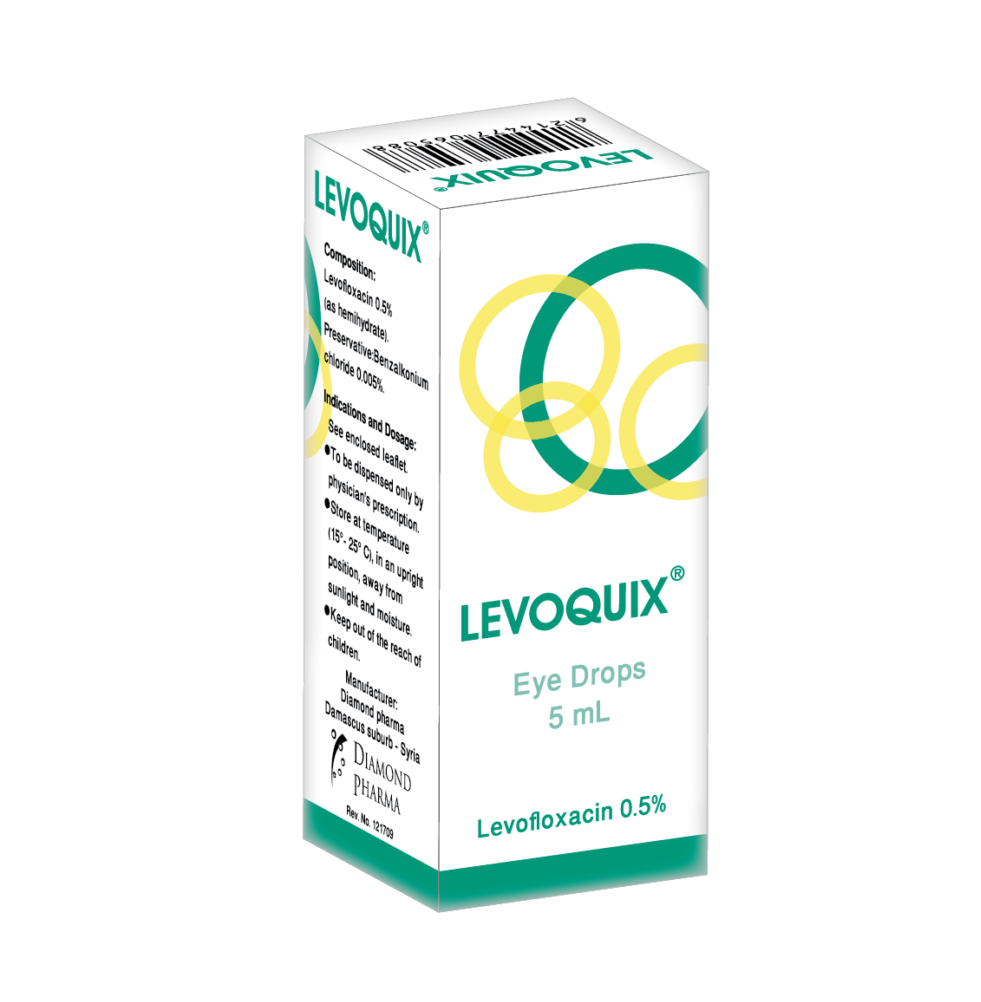 6214477065088
LEVOQUIX®
LEVOQUIX®
Composition:
Levofloxacin 0.5%
(as hemihydrate).
Preservative:Benzalkonium
chloride 0.005%.
Indications and Dosage:
See enclosed leaflet.
●To be dispensed only by
physician's prescription.
●Store at temperature
(15°- 25° C), in an upright
position, away from
sunlight and moisture.
●Keep out of the reach of
children.
Manufacturer:
Diamond pharma
Damascus suburb - Syria
DIAMOND
PHARMA
Rev. No. 121709
LEVOQUIX®
Eye Drops
5 mL
Levofloxacin 0.5%